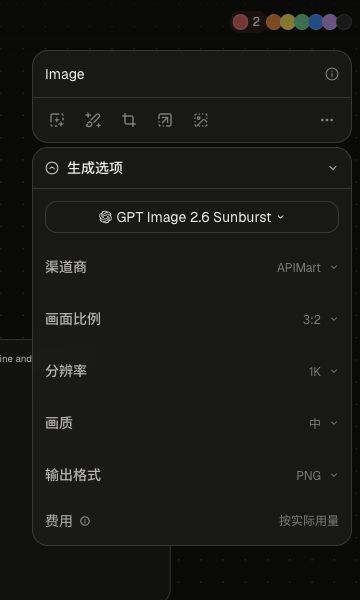 2
Image
生成选项
GPT Image 2.6 Sunburst
渠道商 APIMart
画面比例 3:2
ine and
分辨率 1K
画质 中
输出格式 PNG
费用 按实际用量